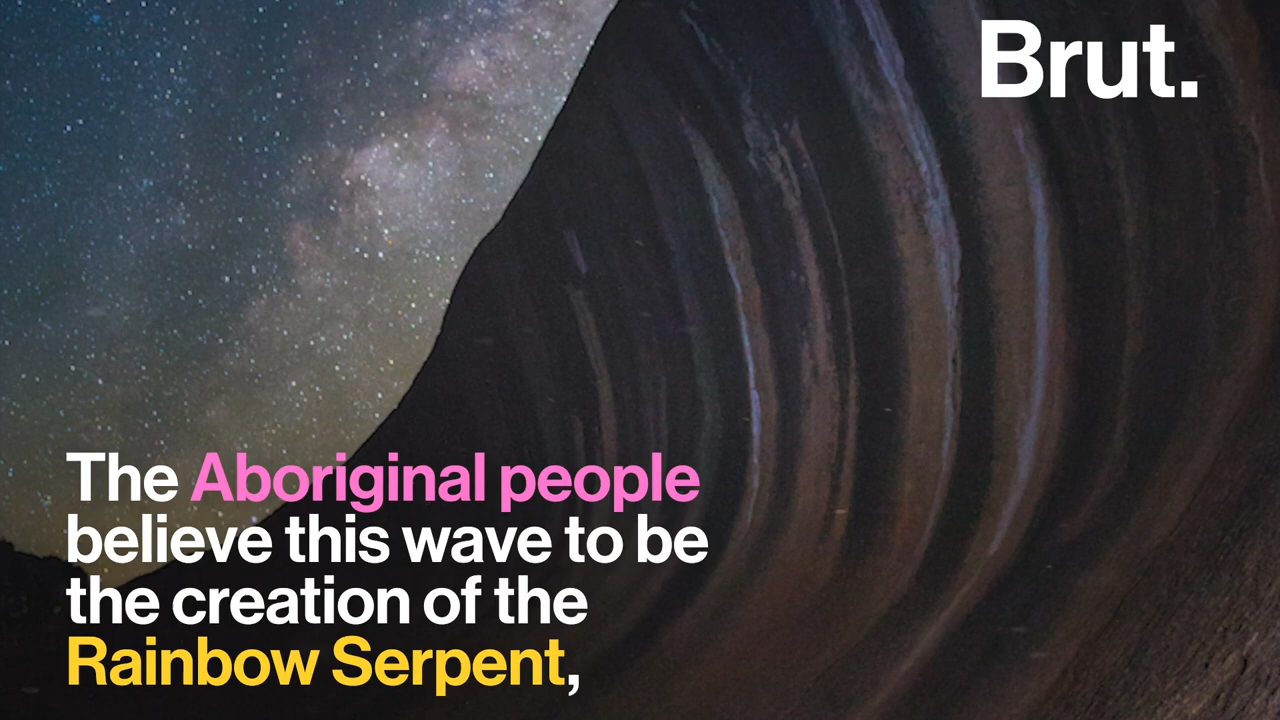 Brut.
The Aboriginal people
believe this wave to be
the creation of the
Rainbow Serpent,